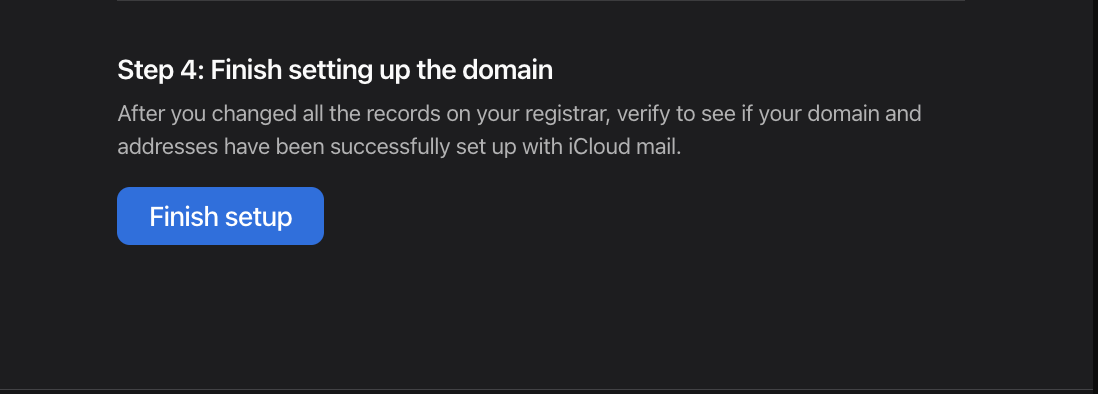 Step 4: Finish setting up the domain
After you changed all the records on your registrar, verify to see if your domain and
addresses have been successfully set up with iCloud mail.
Finish setup